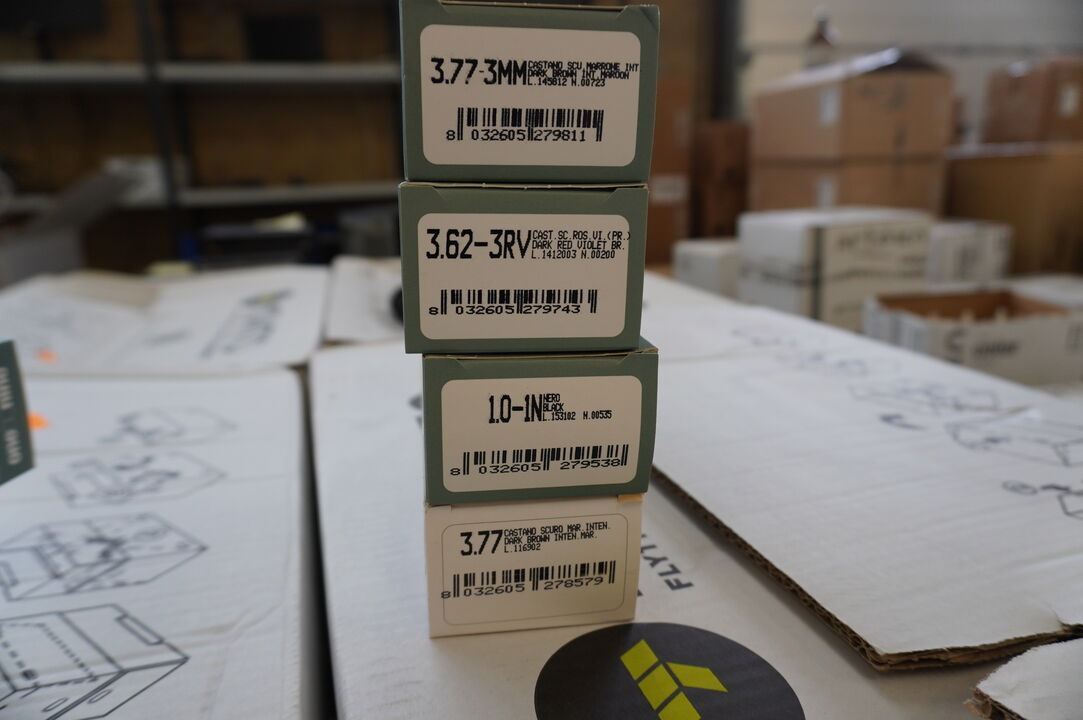 3.77-3MM
CASTANO SCU.MARRONE INT
DARK BROWN INT.MAROON
L.145812 N.00723
8 032605 279811
3.62-3RV
CAST.SC.ROS.VI.(PR.)
DARK RED VIOLET BR.
L.1412003 N.00200
8 032605 279743
1.0-1N
NERO
BLACK
L.153102 N.00535
8 032605 279538
3.77
CASTANO SCURO MAR.INTEN.
DARK BROWN INTEN.MAR.
L.116902
8 032605 278579
FLYT